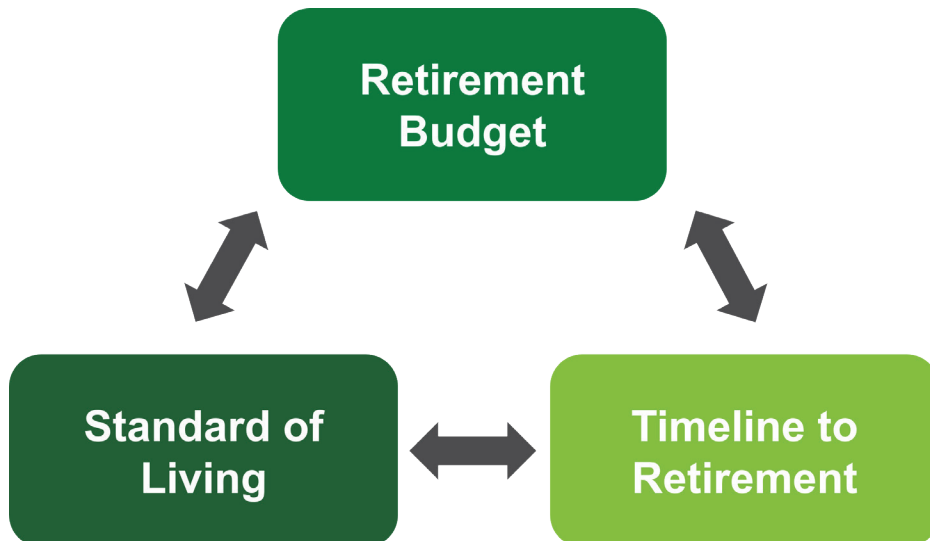 Retirement
Budget
Standard of
Living
Timeline to
Retirement